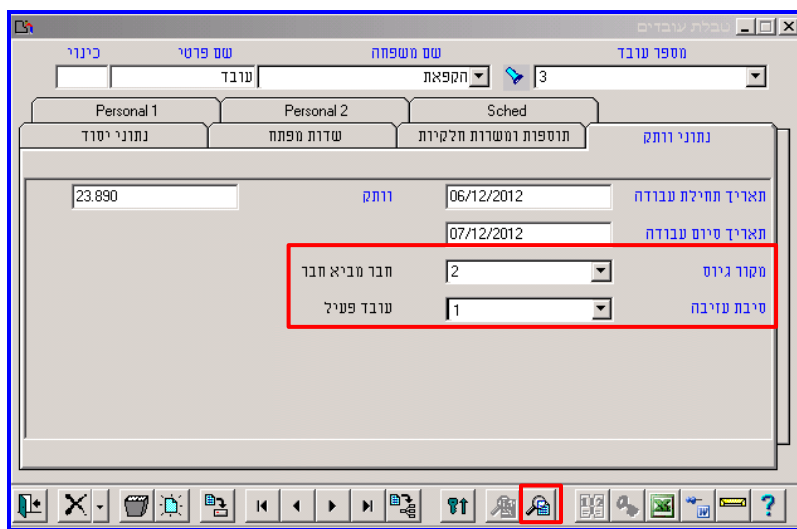 טבלת עובדים
מספר עובד שם משפחה שם פרטי כינוי
3 הקפאת עובד
Personal 1 Personal 2 Sched
נתוני וותק תוספות ומשרות חלקיות שדות מפתח נתוני יסוד
תאריך תחילת עבודה 06/12/2012 וותק 23.890
תאריך סיום עבודה 07/12/2012
מקור גיוס 2 חבר מביא חבר
סיבת עזיבה 1 עובד פעיל